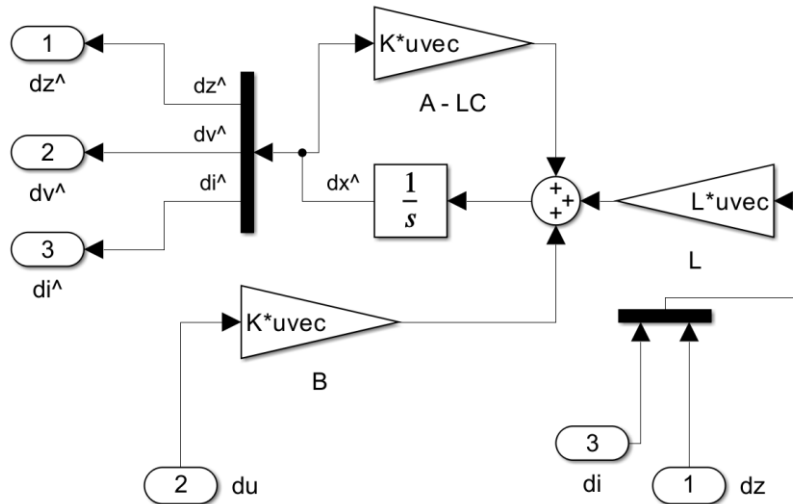 1
dz^
2
dv^
3
di^
dz^
dv^
di^
K*uvec
A - LC
dx^
1
s
+
+
+
L*uvec
L
K*uvec
B
2
du
3
di
1
dz